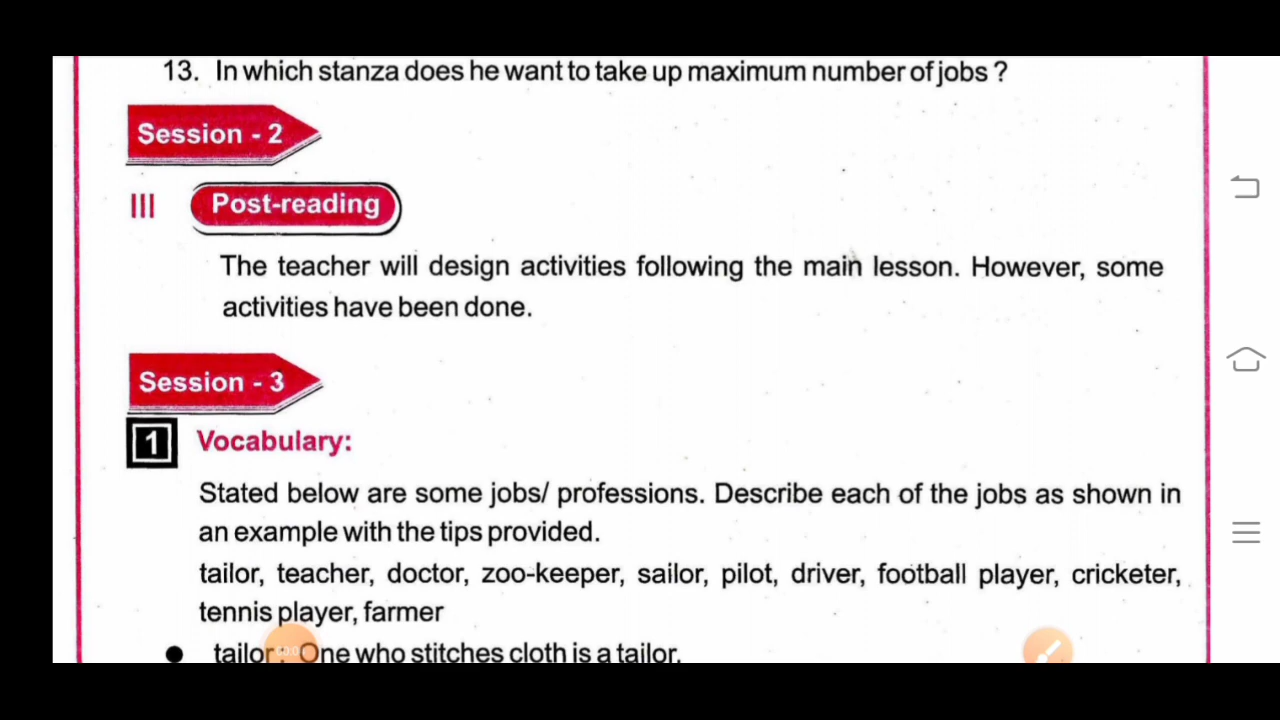 13. In which stanza does he want to take up maximum number of jobs ?
Session - 2
III Post-reading
The teacher will design activities following the main lesson. However, some
activities have been done.
Session - 3
1 Vocabulary:
Stated below are some jobs/ professions. Describe each of the jobs as shown in
an example with the tips provided.
tailor, teacher, doctor, zoo-keeper, sailor, pilot, driver, football player, cricketer,
tennis player, farmer
● tailor : One who stitches cloth is a tailor.